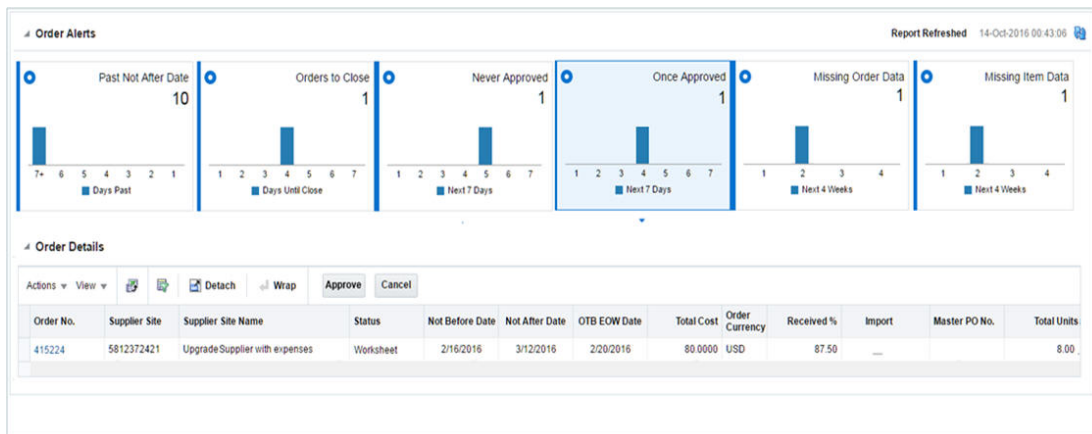 Order Alerts
Report Refreshed 14-Oct-2016 00:43:06
Past Not After Date
10
7+ 6 5 4 3 2 1
Days Past
Orders to Close
1
1 2 3 4 5 6 7
Days Until Close
Never Approved
1
1 2 3 4 5 6 7
Next 7 Days
Once Approved
1
1 2 3 4 5 6 7
Next 7 Days
Missing Order Data
1
1 2 3 4
Next 4 Weeks
Missing Item Data
1
1 2 3 4
Next 4 Weeks
Order Details
Actions View Detach Wrap Approve Cancel
Order No. Supplier Site Supplier Site Name Status Not Before Date Not After Date OTB EOW Date Total Cost Order Currency Received % Import Master PO No. Total Units
415224 5812372421 Upgrade Supplier with expenses Worksheet 2/16/2016 3/12/2016 2/20/2016 80.0000 USD 87.50 __ 8.00